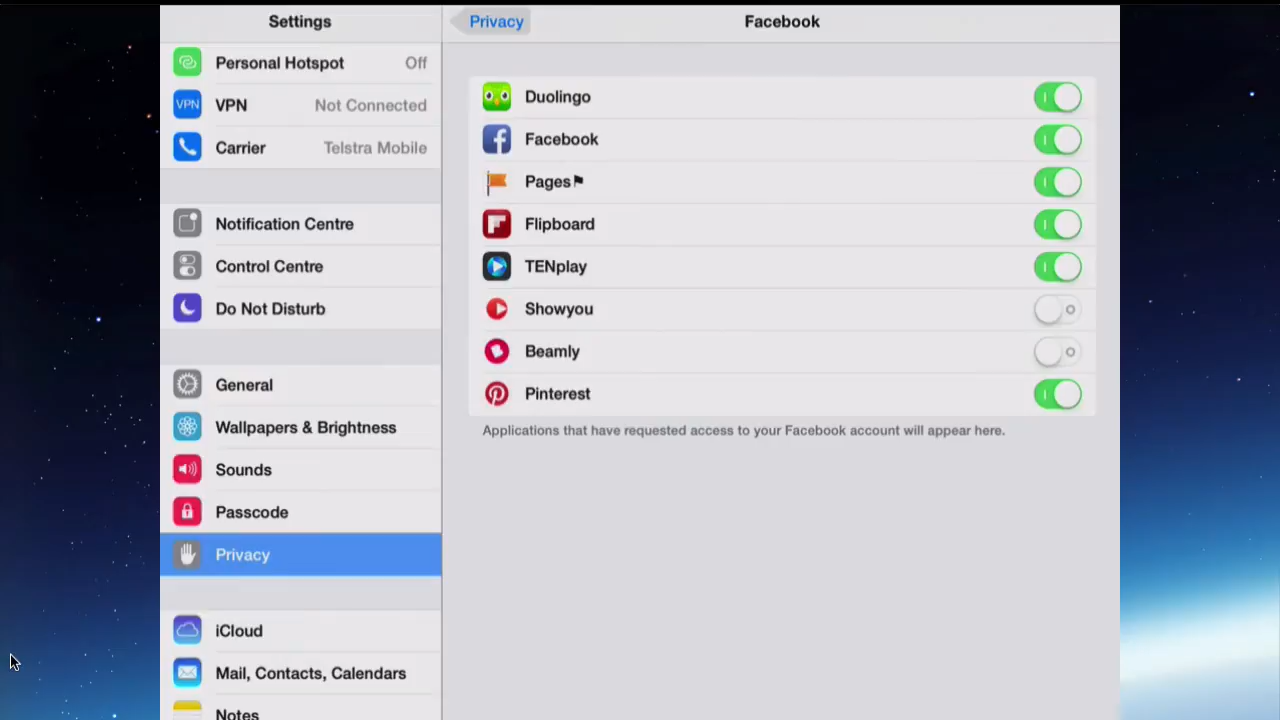 Settings
Personal Hotspot Off
VPN VPN Not Connected
Carrier Telstra Mobile
Notification Centre
Control Centre
Do Not Disturb
General
Wallpapers & Brightness
Sounds
Passcode
Privacy
iCloud
Mail, Contacts, Calendars
Notes
Privacy
Facebook
Duolingo
Facebook
Pages
Flipboard
TENplay
Showyou
Beamly
Pinterest
Applications that have requested access to your Facebook account will appear here.